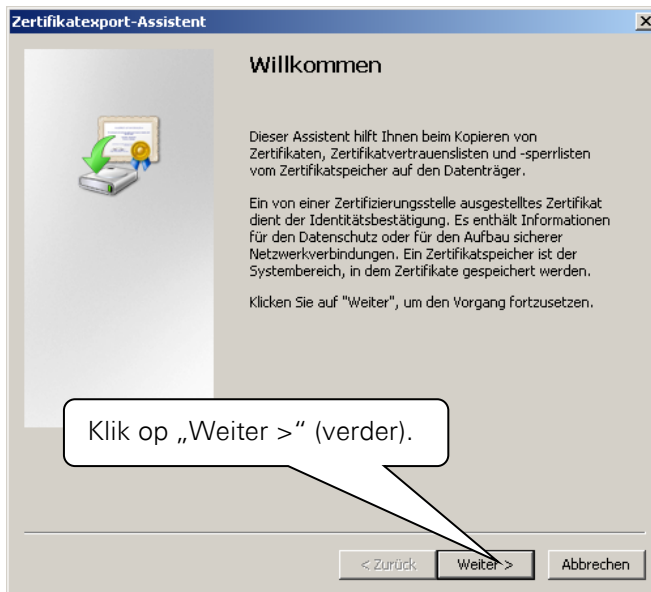 Zertifikatexport-Assistent
Willkommen
Dieser Assistent hilft Ihnen beim Kopieren von
Zertifikaten, Zertifikatvertrauenslisten und -sperrlisten
vom Zertifikatspeicher auf den Datenträger.
Ein von einer Zertifizierungsstelle ausgestelltes Zertifikat
dient der Identitätsbestätigung. Es enthält Informationen
für den Datenschutz oder für den Aufbau sicherer
Netzwerkverbindungen. Ein Zertifikatspeicher ist der
Systembereich, in dem Zertifikate gespeichert werden.
Klicken Sie auf "Weiter", um den Vorgang fortzusetzen.
Klik op „Weiter >“ (verder).
< Zurück Weiter > Abbrechen